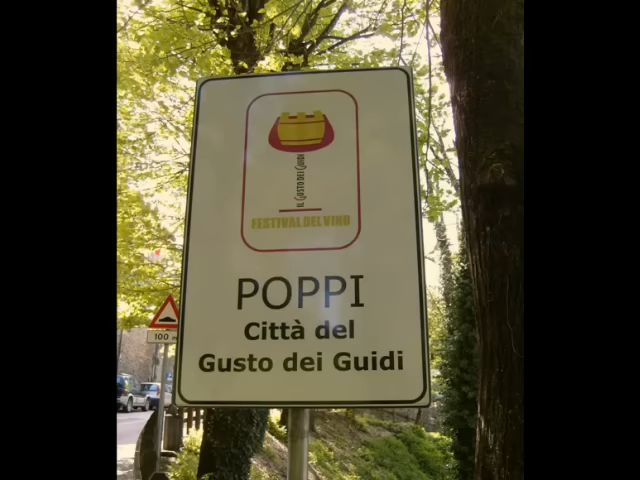 IL GUSTO DEI GUIDI
FESTIVAL DEL VINO
POPPI
Città del
Gusto dei Guidi
100 m